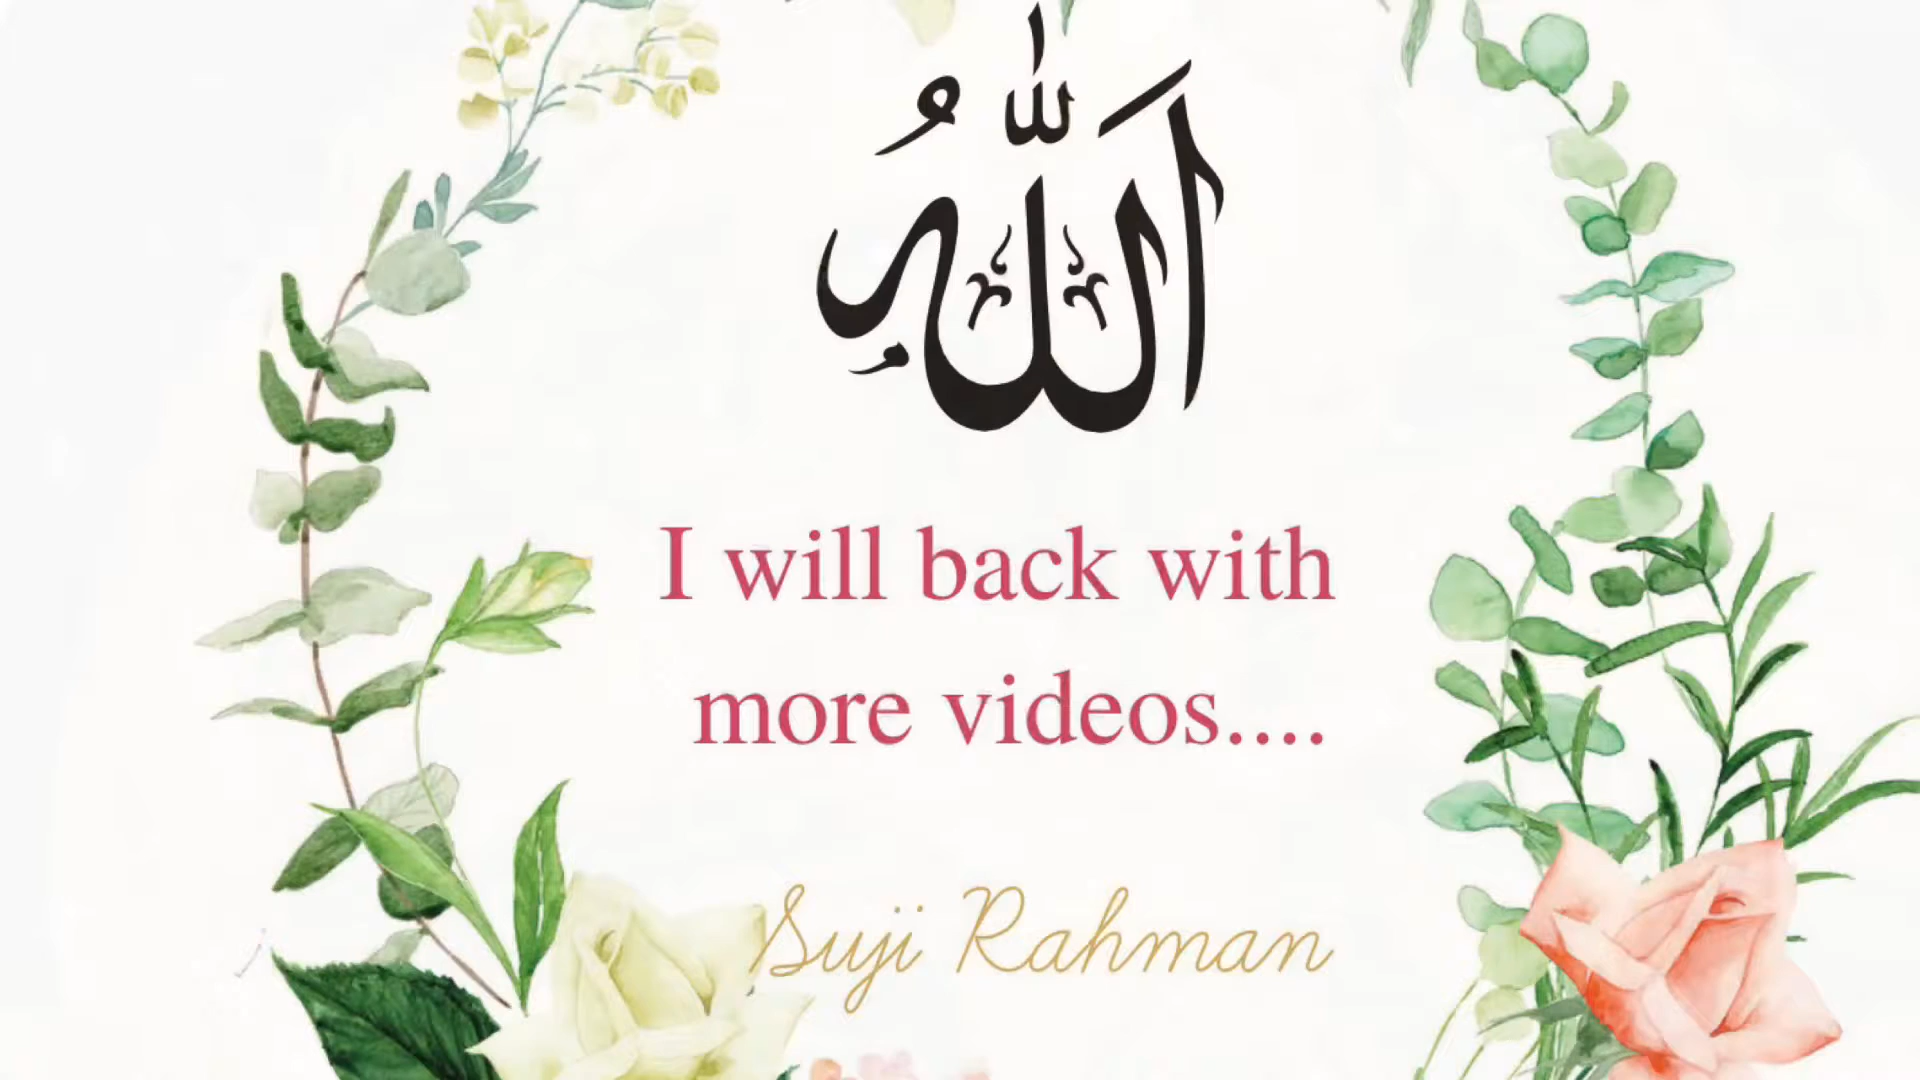 اللهُ
I will back with
more videos....
Suji Rahman